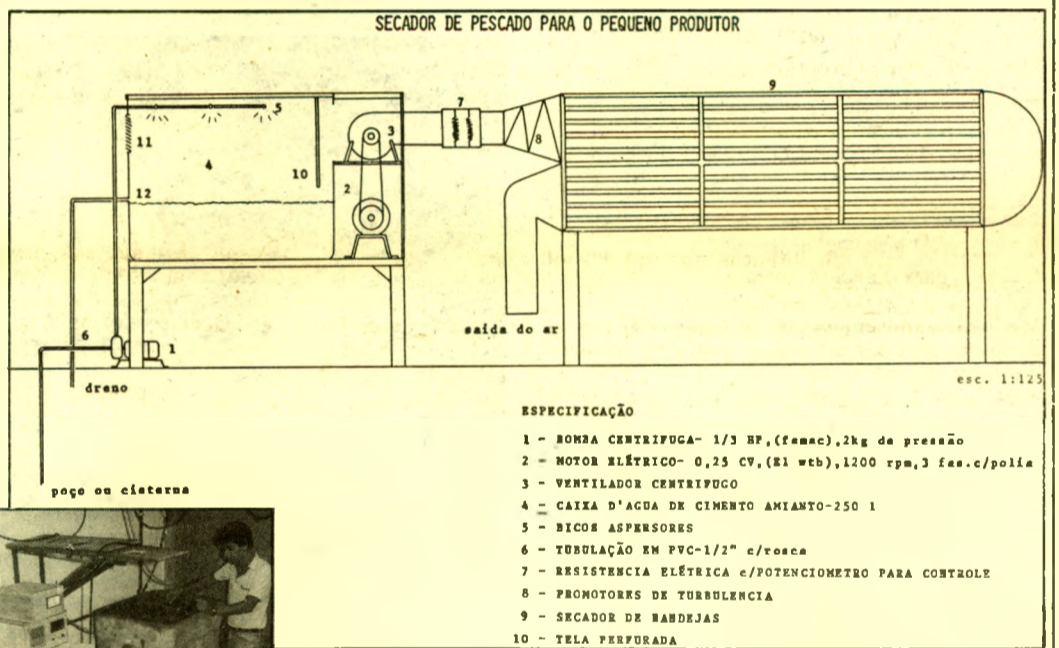 SECADOR DE PESCADO PARA O PEQUENO PRODUTOR
9
7
5
3
11
4
8
10
2
12
saida do ar
6
1
dreno
esc. 1:125
poço ou cisterna
ESPECIFICAÇÃO
1 - BOMBA CENTRIFUGA- 1/3 HP,(famac),2kg de pressão
2 - MOTOR ELÉTRICO- 0,25 CV,(El wtb),1200 rpm,3 fas.c/polia
3 - VENTILADOR CENTRIFUGO
4 - CAIXA D'AGUA DE CIMENTO AMIANTO-250 l
5 - BICOS ASPERSORES
6 - TUBULAÇÃO EM PVC-1/2" c/rosca
7 - RESISTENCIA ELÉTRICA c/POTENCIOMETRO PARA CONTROLE
8 - PROMOTORES DE TURBULENCIA
9 - SECADOR DE BANDEJAS
10 - TELA PERFURADA